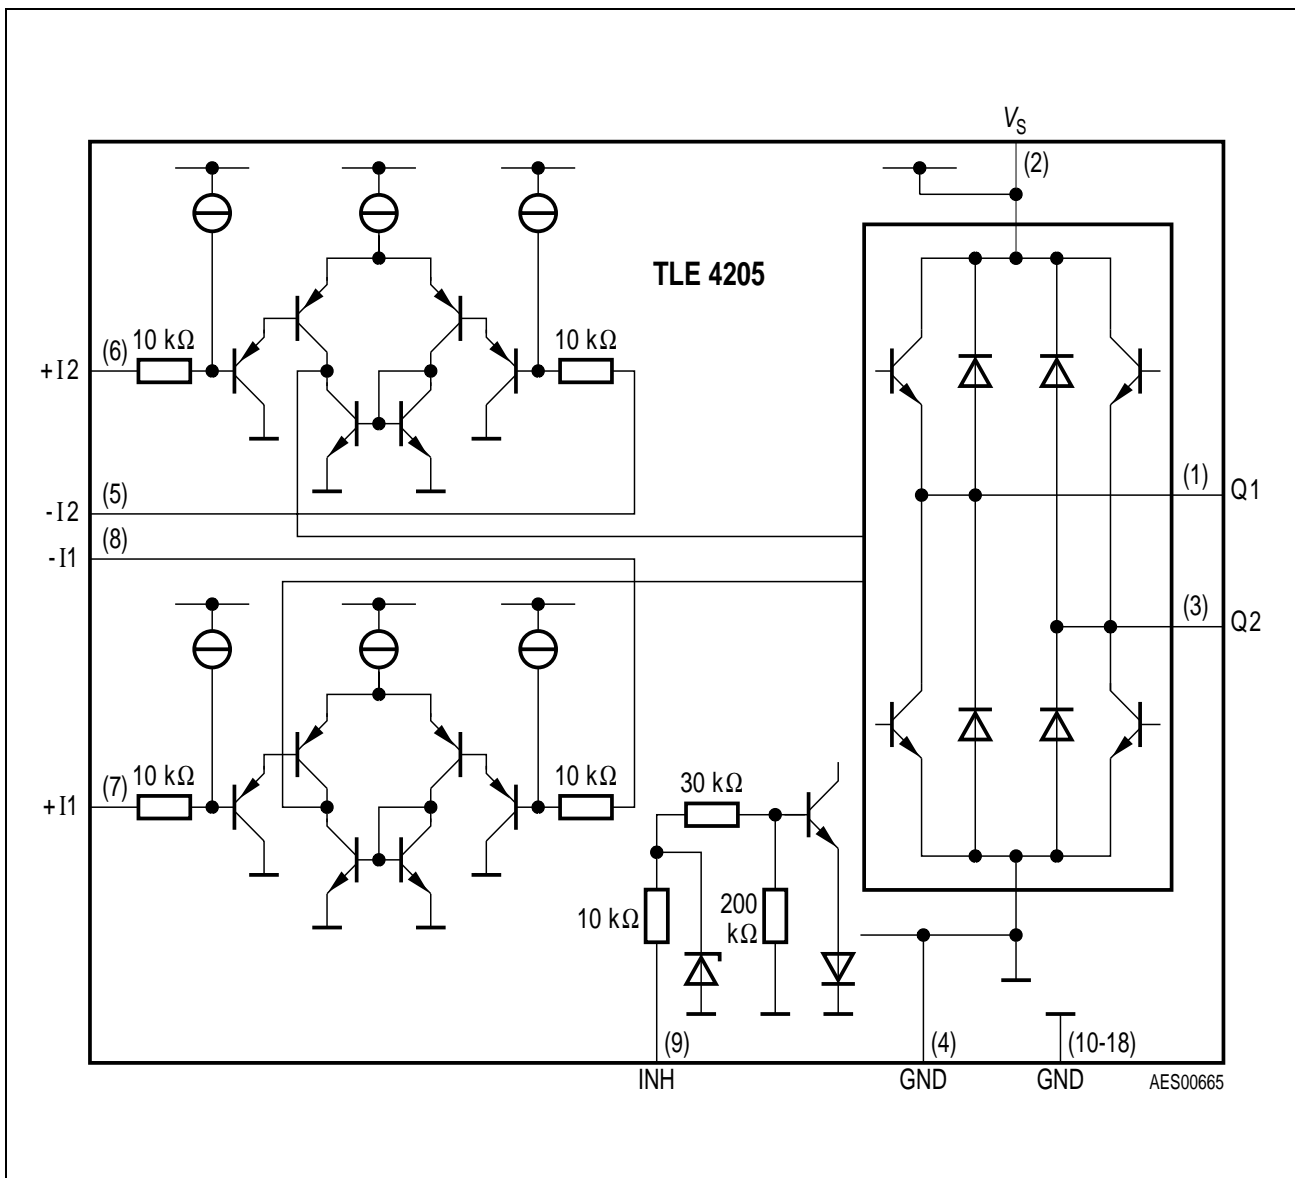 VS
(2)
TLE 4205
+I2
(6)
10 kΩ
10 kΩ
(5)
-I2
(8)
-I1
(1)
Q1
(3)
Q2
+I1
(7)
10 kΩ
10 kΩ
30 kΩ
10 kΩ
200
kΩ
(9)
(4)
(10-18)
INH
GND
GND
AES00665